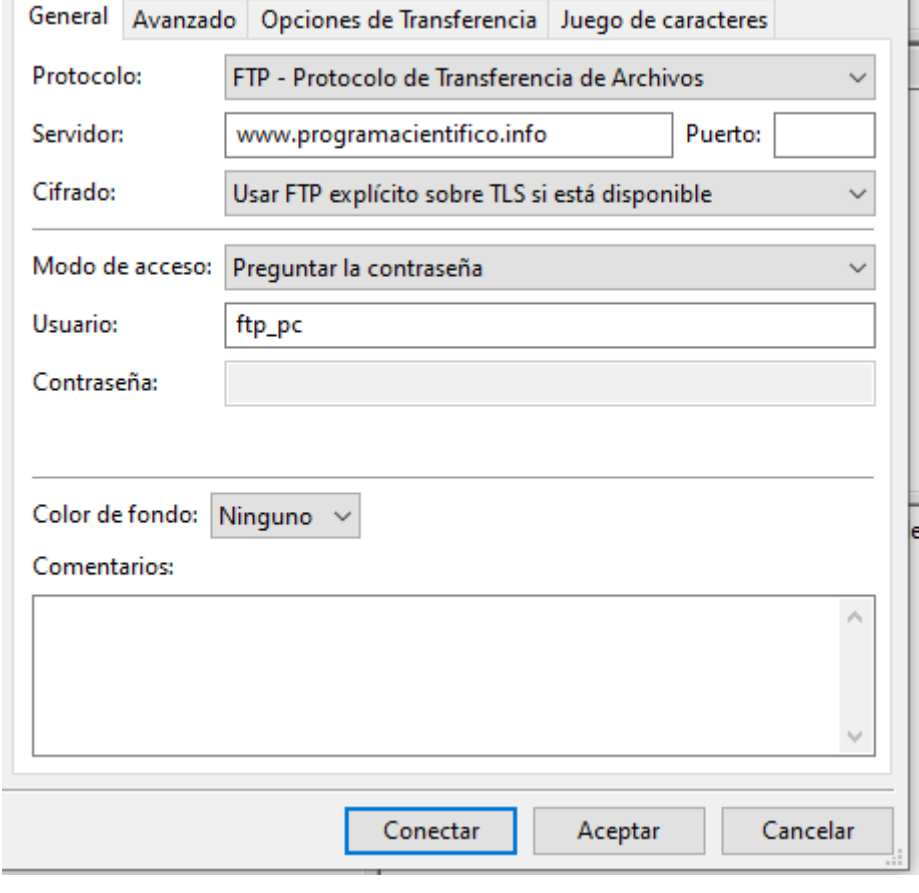 General Avanzado Opciones de Transferencia Juego de caracteres
Protocolo: FTP - Protocolo de Transferencia de Archivos
Servidor: www.programacientifico.info Puerto:
Cifrado: Usar FTP explícito sobre TLS si está disponible
Modo de acceso: Preguntar la contraseña
Usuario: ftp_pc
Contraseña:
Color de fondo: Ninguno
Comentarios:
Conectar Aceptar Cancelar